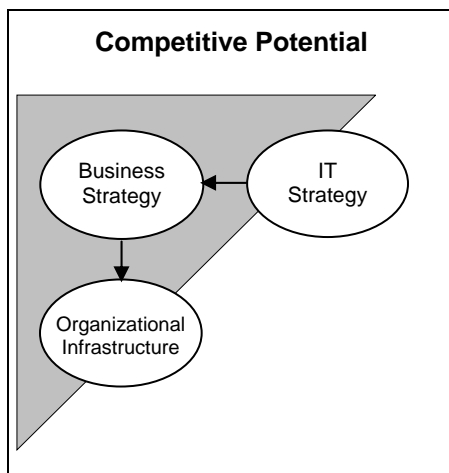 Competitive Potential
Business
Strategy
IT
Strategy
Organizational
Infrastructure